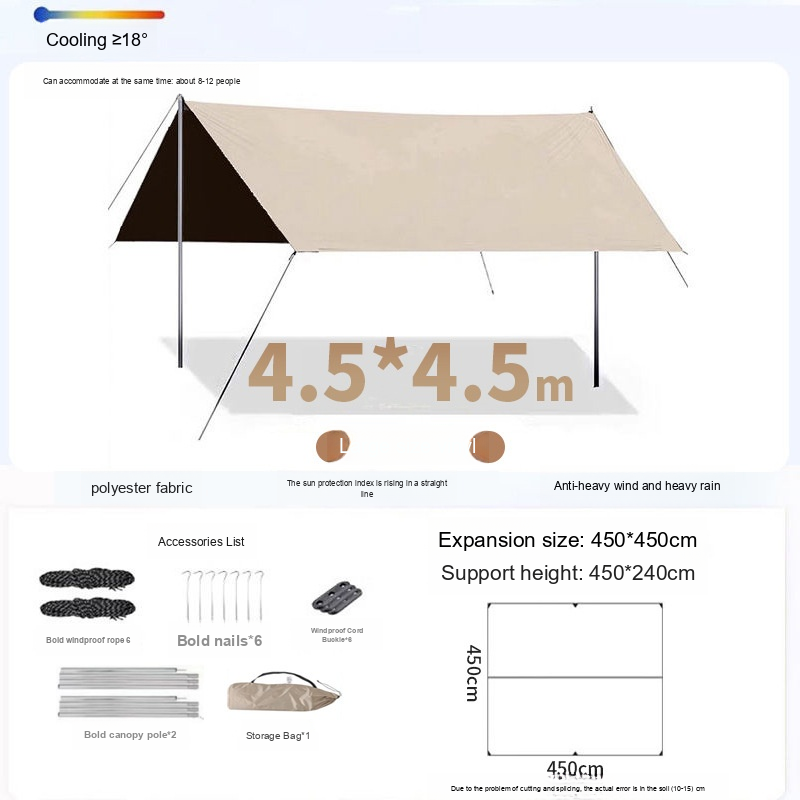 Cooling ≥18°
Can accommodate at the same time: about 8-12 people
4.5*4.5m
polyester fabric
The sun protection index is rising in a straight
line
Anti-heavy wind and heavy rain
Accessories List
Bold windproof rope 6
Bold nails*6
Windproof Cord
Buckle*6
Bold canopy pole*2
Storage Bag*1
Expansion size: 450*450cm
Support height: 450*240cm
450cm
450cm
Due to the problem of cutting and splicing, the actual error is in the soil (10-15) cm